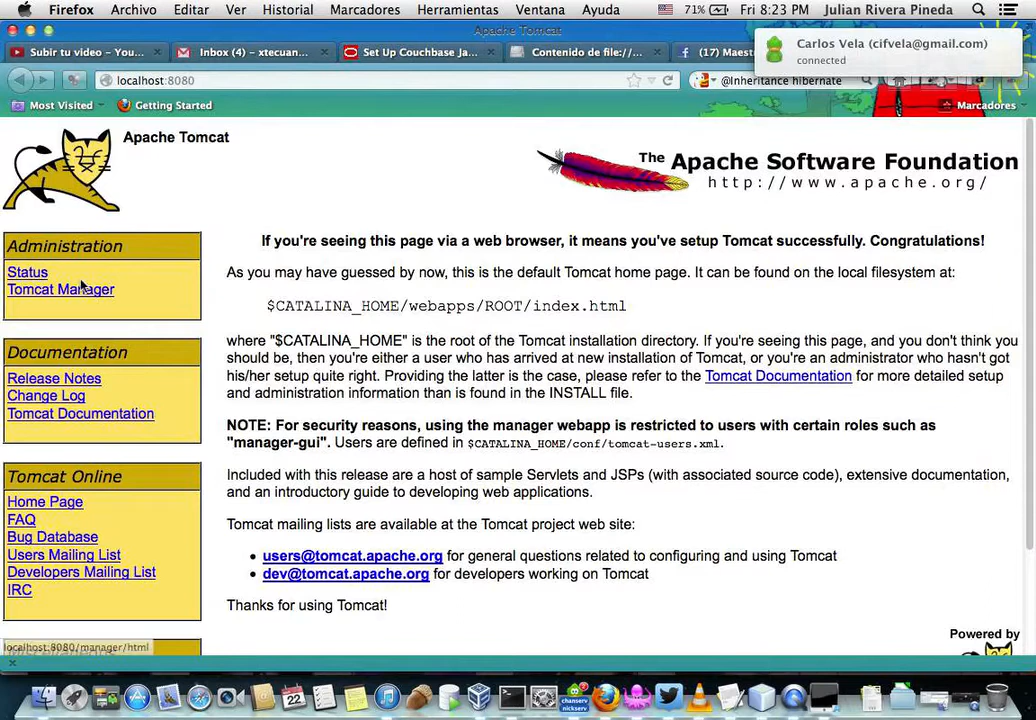 Firefox Archivo Editar Ver Historial Marcadores Herramientas Ventana Ayuda 71% Fri 8:23 PM Julian Rivera Pineda
Apache Tomcat
Subir tu video – You... Inbox (4) – xtecuan... Set Up Couchbase Ja... Contenido de file://... (17) Maest
Carlos Vela (cifvela@gmail.com)
connected
localhost:8080
@Inheritance hibernate
Most Visited Getting Started Marcadores
Apache Tomcat
The Apache Software Foundation
http://www.apache.org/
Administration
Status
Tomcat Manager
Documentation
Release Notes
Change Log
Tomcat Documentation
Tomcat Online
Home Page
FAQ
Bug Database
Users Mailing List
Developers Mailing List
IRC
If you're seeing this page via a web browser, it means you've setup Tomcat successfully. Congratulations!
As you may have guessed by now, this is the default Tomcat home page. It can be found on the local filesystem at:
$CATALINA_HOME/webapps/ROOT/index.html
where "$CATALINA_HOME" is the root of the Tomcat installation directory. If you're seeing this page, and you don't think you
should be, then you're either a user who has arrived at new installation of Tomcat, or you're an administrator who hasn't got
his/her setup quite right. Providing the latter is the case, please refer to the Tomcat Documentation for more detailed setup
and administration information than is found in the INSTALL file.
NOTE: For security reasons, using the manager webapp is restricted to users with certain roles such as
"manager-gui". Users are defined in $CATALINA_HOME/conf/tomcat-users.xml.
Included with this release are a host of sample Servlets and JSPs (with associated source code), extensive documentation,
and an introductory guide to developing web applications.
Tomcat mailing lists are available at the Tomcat project web site:
• users@tomcat.apache.org for general questions related to configuring and using Tomcat
• dev@tomcat.apache.org for developers working on Tomcat
Thanks for using Tomcat!
Powered by
localhost:8080/manager/html